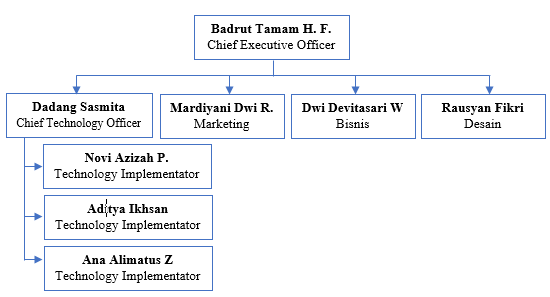 Badrut Tamam H. F.
Chief Executive Officer
Dadang Sasmita
Chief Technology Officer
Mardiyani Dwi R.
Marketing
Dwi Devitasari W
Bisnis
Rausyan Fikri
Desain
Novi Azizah P.
Technology Implementator
Aditya Ikhsan
Technology Implementator
Ana Alimatus Z
Technology Implementator